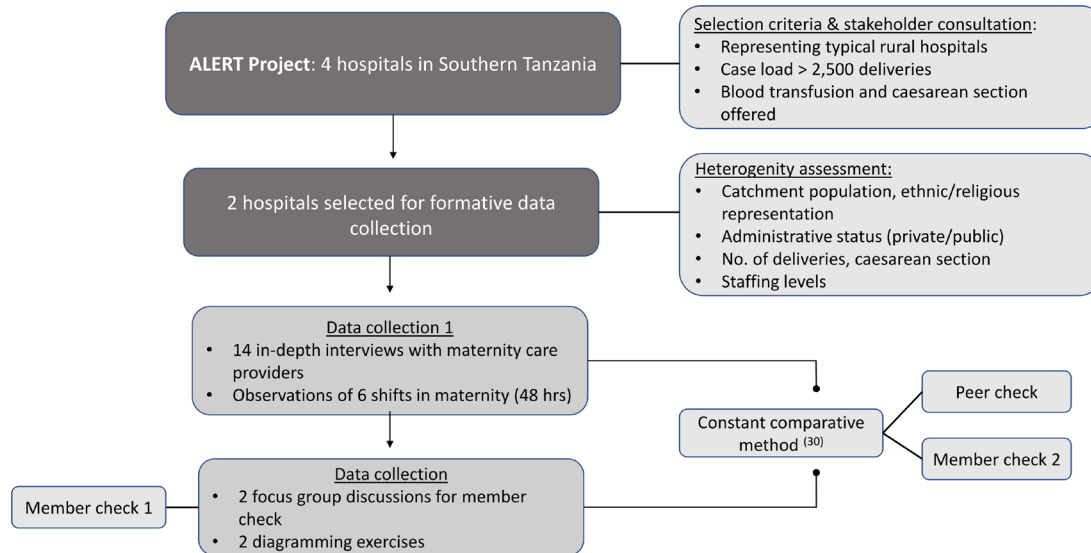 ALERT Project: 4 hospitals in Southern Tanzania
Selection criteria & stakeholder consultation:
• Representing typical rural hospitals
• Case load > 2,500 deliveries
• Blood transfusion and caesarean section
offered
2 hospitals selected for formative data
collection
Heterogenity assessment:
• Catchment population, ethnic/religious
representation
• Administrative status (private/public)
• No. of deliveries, caesarean section
• Staffing levels
Data collection 1
• 14 in-depth interviews with maternity care
providers
• Observations of 6 shifts in maternity (48 hrs)
Constant comparative
method (30)
Peer check
Member check 2
Member check 1
Data collection
• 2 focus group discussions for member
check
• 2 diagramming exercises